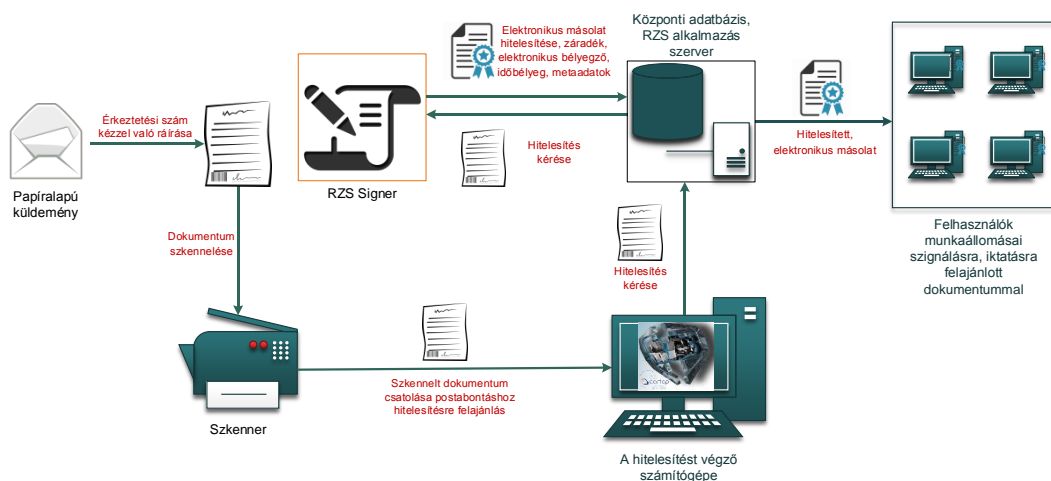 Elektronikus másolat
hitelesítése, záradék,
elektronikus bélyegző,
időbélyeg, metaadatok
Központi adatbázis,
RZS alkalmazás
szerver
Érkeztetési szám
kézzel való ráírása
Hitelesítés
kérése
Hitelesített,
elektronikus másolat
Papíralapú
küldemény
RZS Signer
Dokumentum
szkennelése
Hitelesítés
kérése
Felhasználók
munkaállomásai
szignálásra, iktatásra
felajánlott
dokumentummal
Szkennelt dokumentum
csatolása postabontáshoz
hitelesítésre felajánlás
Szkenner
A hitelesítést végző
számítógépe